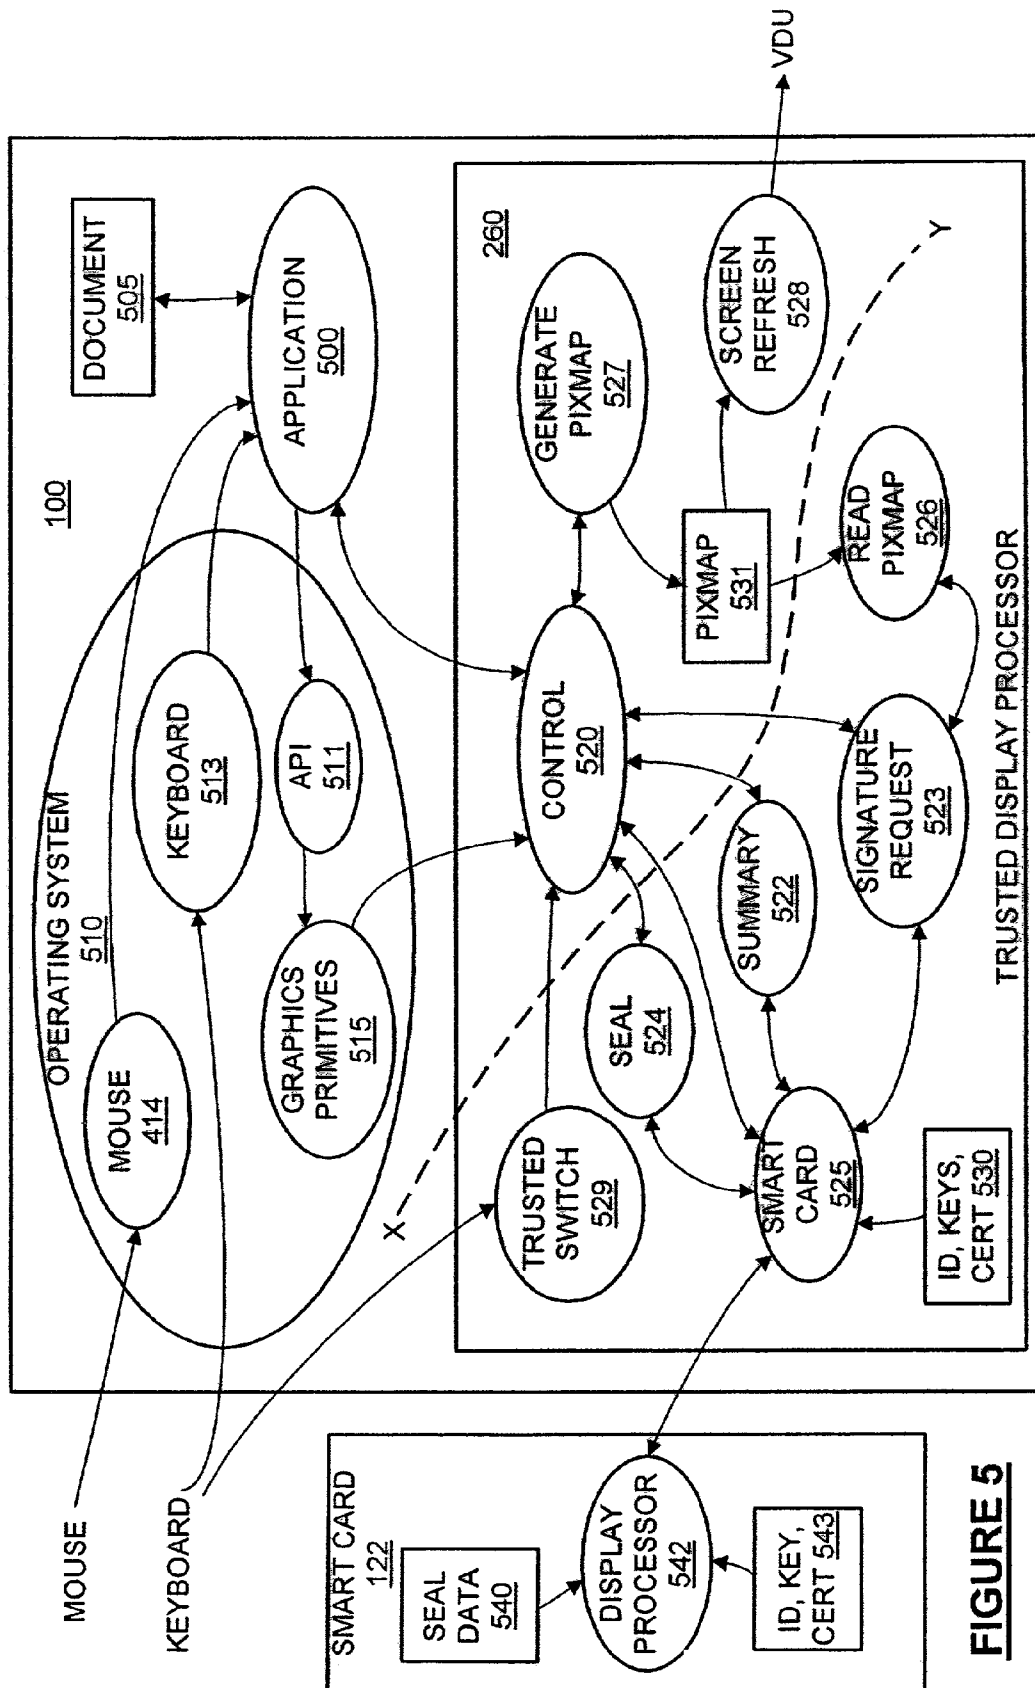 MOUSE
KEYBOARD
100
OPERATING SYSTEM
510
MOUSE
414
KEYBOARD
513
API
511
GRAPHICS
PRIMITIVES
515
DOCUMENT
505
APPLICATION
500
X
260
TRUSTED
SWITCH
529
CONTROL
520
GENERATE
PIXMAP
527
SEAL
524
PIXMAP
531
SCREEN
REFRESH
528
VDU
Y
SMART
CARD
525
SUMMARY
522
SIGNATURE
REQUEST
523
READ
PIXMAP
526
ID, KEYS,
CERT 530
TRUSTED DISPLAY PROCESSOR
SMART CARD
122
SEAL
DATA
540
DISPLAY
PROCESSOR
542
ID, KEY,
CERT 543
FIGURE 5